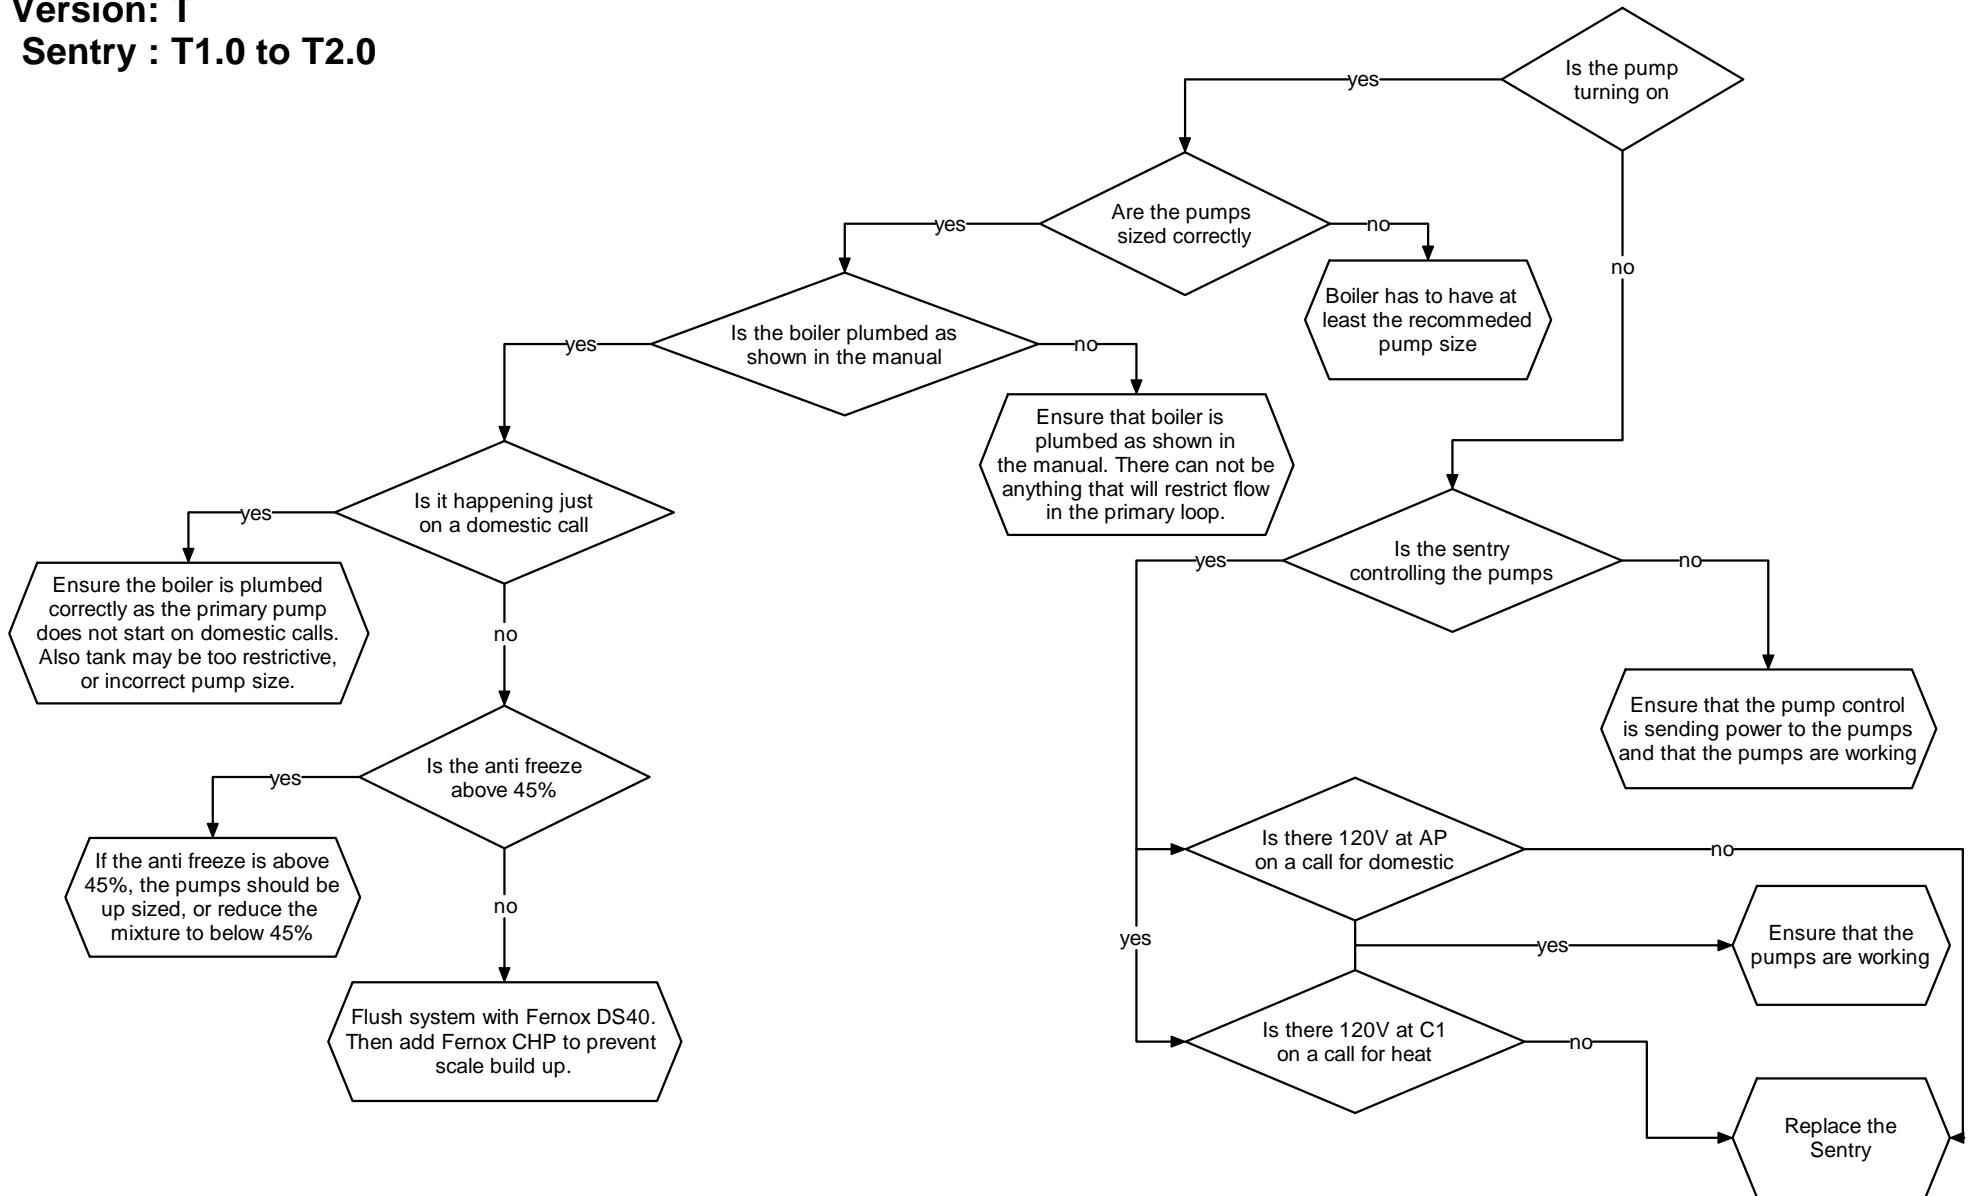 Version: T
Sentry : T1.0 to T2.0
Is the pump
turning on
yes
no
Are the pumps
sized correctly
yes
no
Boiler has to have at
least the recommeded
pump size
Is the boiler plumbed as
shown in the manual
yes
no
Ensure that boiler is
plumbed as shown in
the manual. There can not be
anything that will restrict flow
in the primary loop.
Is it happening just
on a domestic call
yes
no
Ensure the boiler is plumbed
correctly as the primary pump
does not start on domestic calls.
Also tank may be too restrictive,
or incorrect pump size.
Is the anti freeze
above 45%
yes
no
If the anti freeze is above
45%, the pumps should be
up sized, or reduce the
mixture to below 45%
Flush system with Fernox DS40.
Then add Fernox CHP to prevent
scale build up.
Is the sentry
controlling the pumps
yes
no
Ensure that the pump control
is sending power to the pumps
and that the pumps are working
yes
Is there 120V at AP
on a call for domestic
no
yes
Ensure that the
pumps are working
Is there 120V at C1
on a call for heat
no
Replace the
Sentry